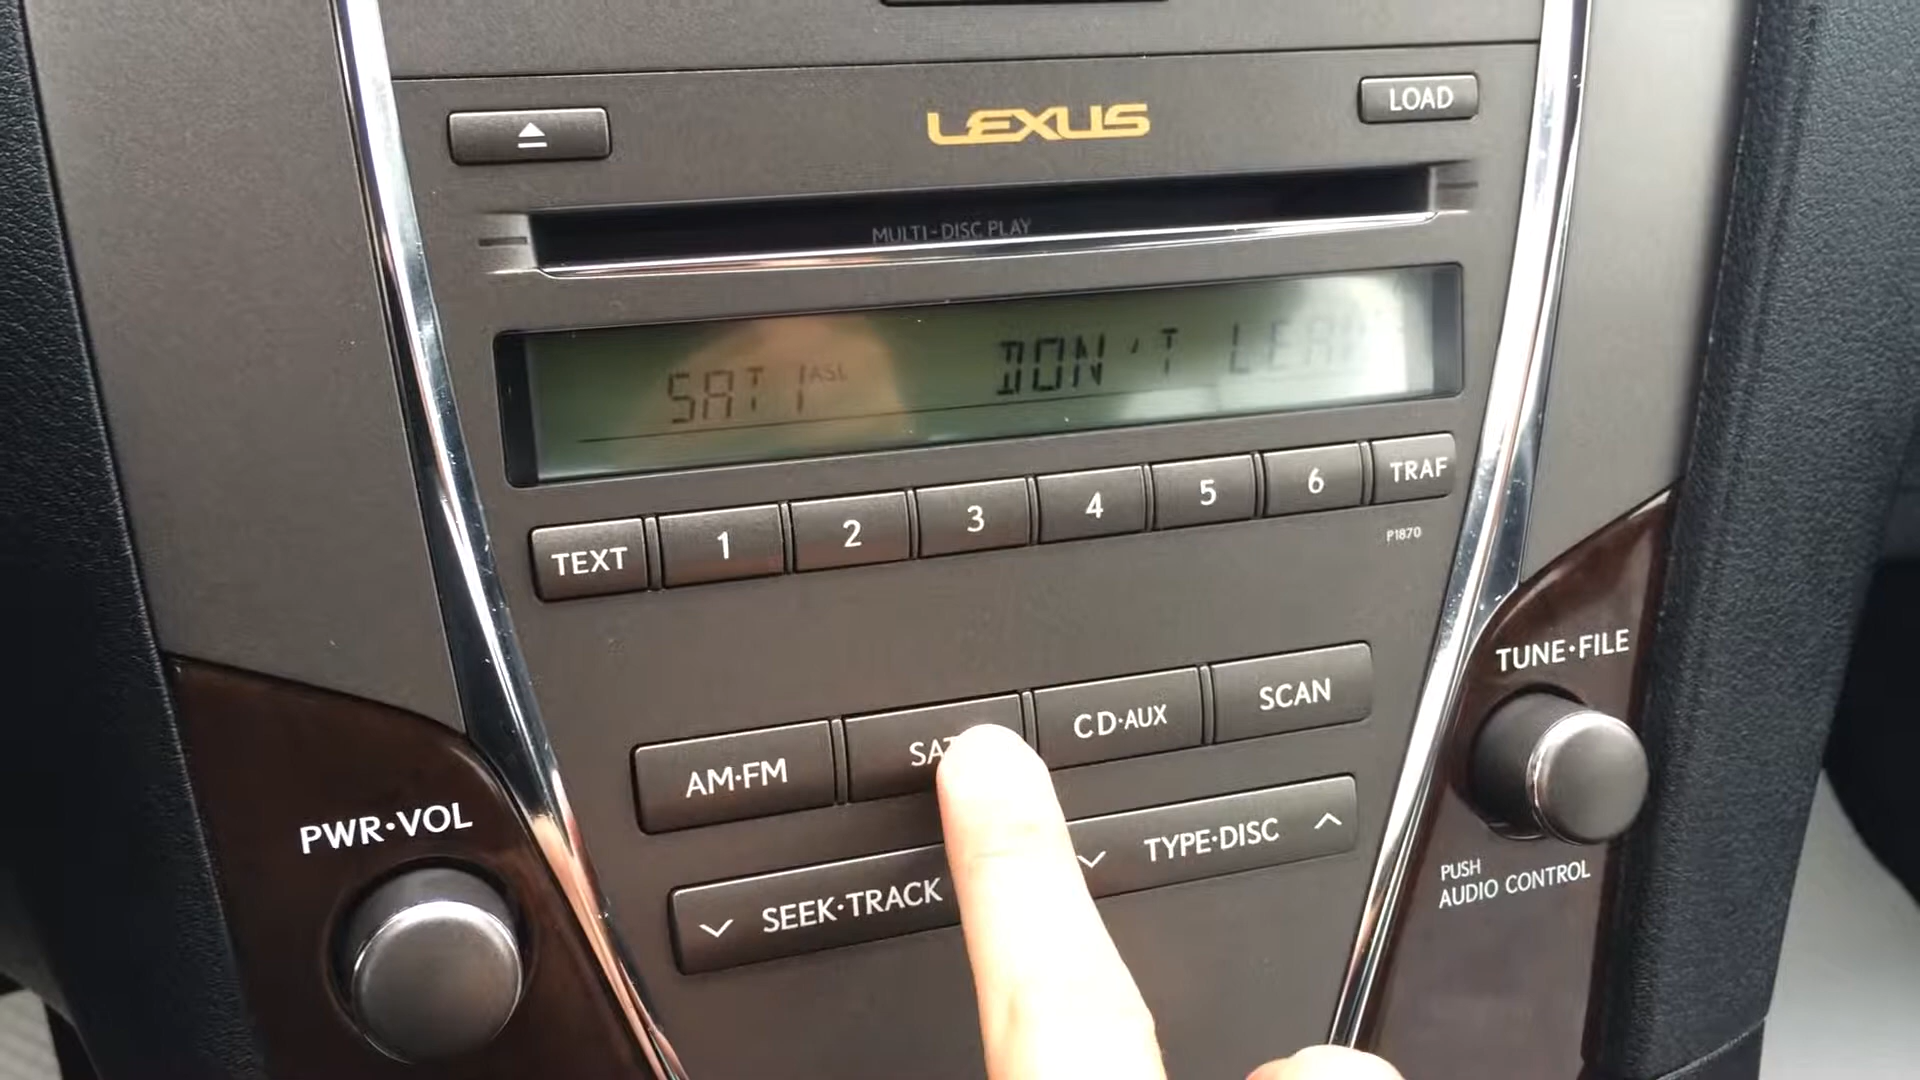 LEXUS
LOAD
MULTI-DISC PLAY
SAT1 ASL DON'T
TEXT 1 2 3 4 5 6 TRAF
P1870
TUNE•FILE
AM•FM CD•AUX SCAN
PWR•VOL
SEEK•TRACK TYPE•DISC
PUSH
AUDIO CONTROL